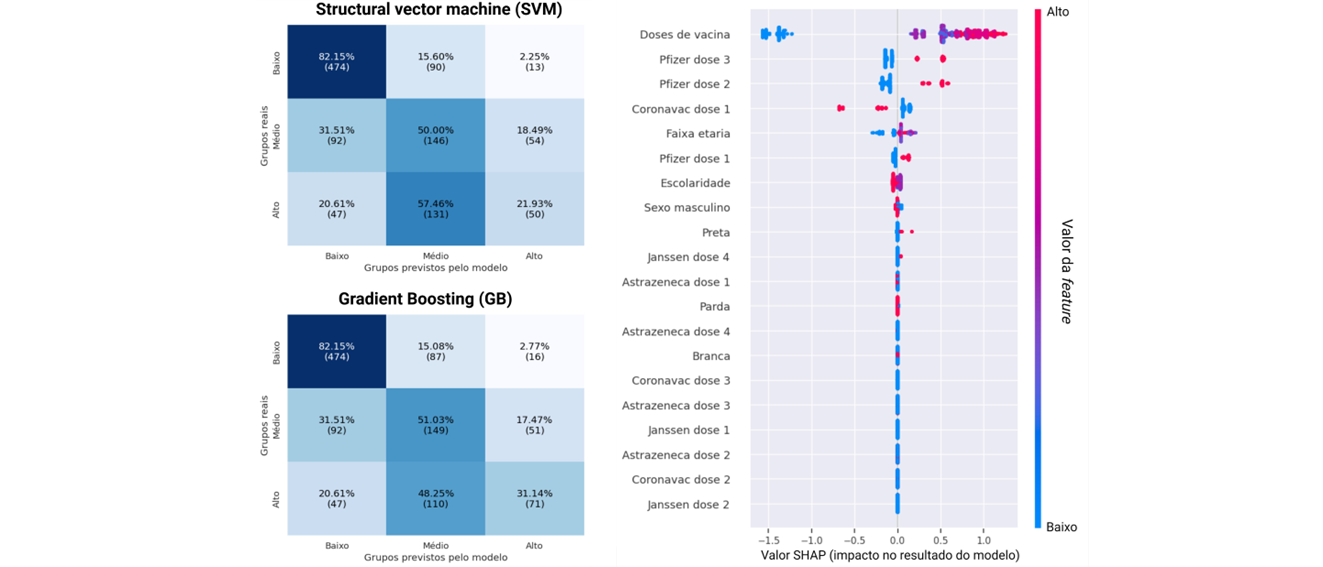 Structural vector machine (SVM)
Grupos reais
Baixo
82.15%
(474)
15.60%
(90)
2.25%
(13)
Médio
31.51%
(92)
50.00%
(146)
18.49%
(54)
Alto
20.61%
(47)
57.46%
(131)
21.93%
(50)
Baixo
Médio
Alto
Grupos previstos pelo modelo
Gradient Boosting (GB)
Grupos reais
Baixo
82.15%
(474)
15.08%
(87)
2.77%
(16)
Médio
31.51%
(92)
51.03%
(149)
17.47%
(51)
Alto
20.61%
(47)
48.25%
(110)
31.14%
(71)
Baixo
Médio
Alto
Grupos previstos pelo modelo
Doses de vacina
Pfizer dose 3
Pfizer dose 2
Coronavac dose 1
Faixa etaria
Pfizer dose 1
Escolaridade
Sexo masculino
Preta
Janssen dose 4
Astrazeneca dose 1
Parda
Astrazeneca dose 4
Branca
Coronavac dose 3
Astrazeneca dose 3
Janssen dose 1
Astrazeneca dose 2
Coronavac dose 2
Janssen dose 2
−1.5
−1.0
−0.5
0.0
0.5
1.0
Valor SHAP (impacto no resultado do modelo)
Alto
Valor da feature
Baixo